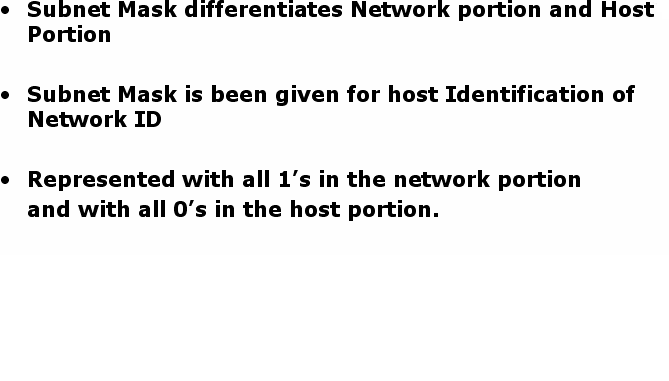 • Subnet Mask differentiates Network portion and Host
Portion
• Subnet Mask is been given for host Identification of
Network ID
• Represented with all 1’s in the network portion
and with all 0’s in the host portion.